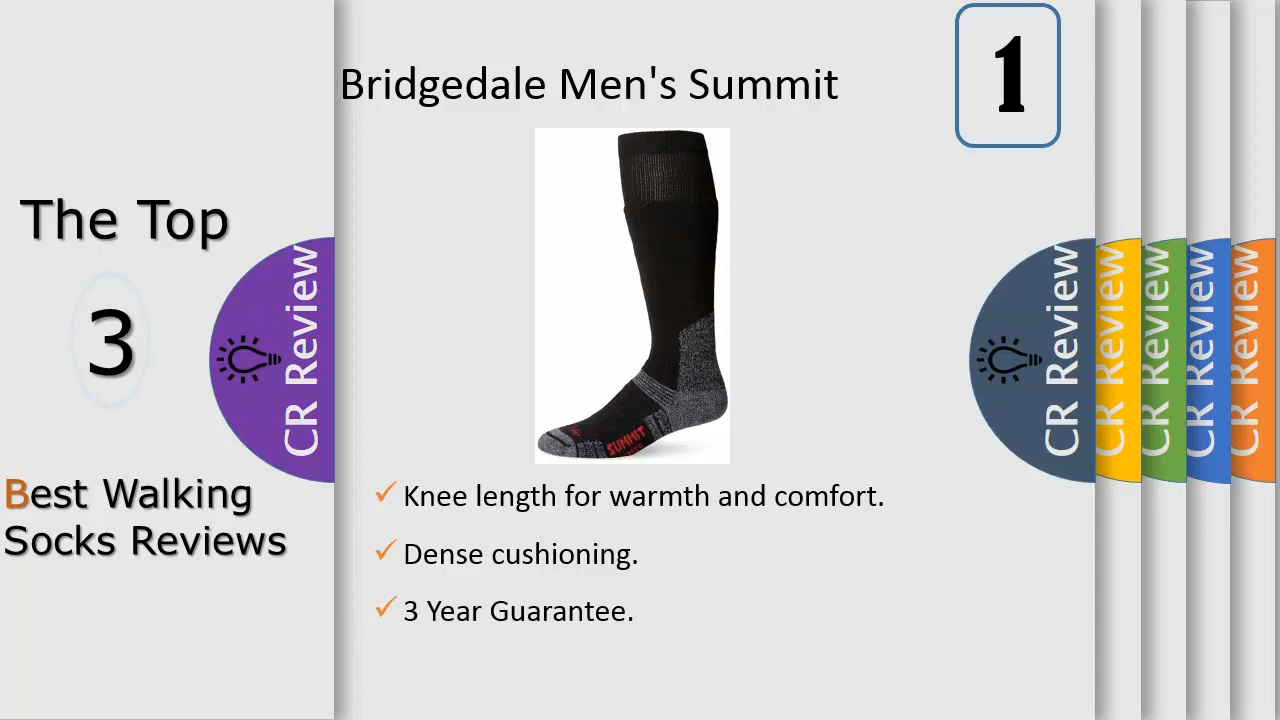 The Top
3
Best Walking
Socks Reviews
CR Review
Bridgedale Men's Summit
1
SUMMIT
Knee length for warmth and comfort.
Dense cushioning.
3 Year Guarantee.
CR Review
CR Review
CR Review
CR Review
CR Review